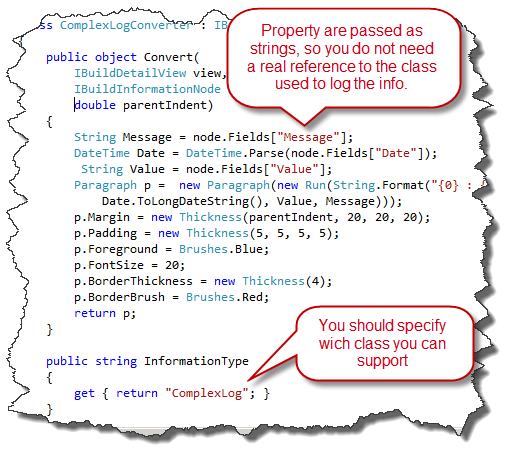 ss ComplexLogConverter : IB
Property are passed as
strings, so you do not need
a real reference to the class
used to log the info.
public object Convert(
IBuildDetailView view,
IBuildInformationNode
double parentIndent)
{
String Message = node.Fields["Message"];
DateTime Date = DateTime.Parse(node.Fields["Date"]);
String Value = node.Fields["Value"];
Paragraph p = new Paragraph(new Run(String.Format("{0} :
Date.ToLongDateString(), Value, Message)));
p.Margin = new Thickness(parentIndent, 20, 20, 20);
p.Padding = new Thickness(5, 5, 5, 5);
p.Foreground = Brushes.Blue;
p.FontSize = 20;
p.BorderThickness = new Thickness(4);
p.BorderBrush = Brushes.Red;
return p;
}
You should specify
wich class you can
support
public string InformationType
{
get { return "ComplexLog"; }
}